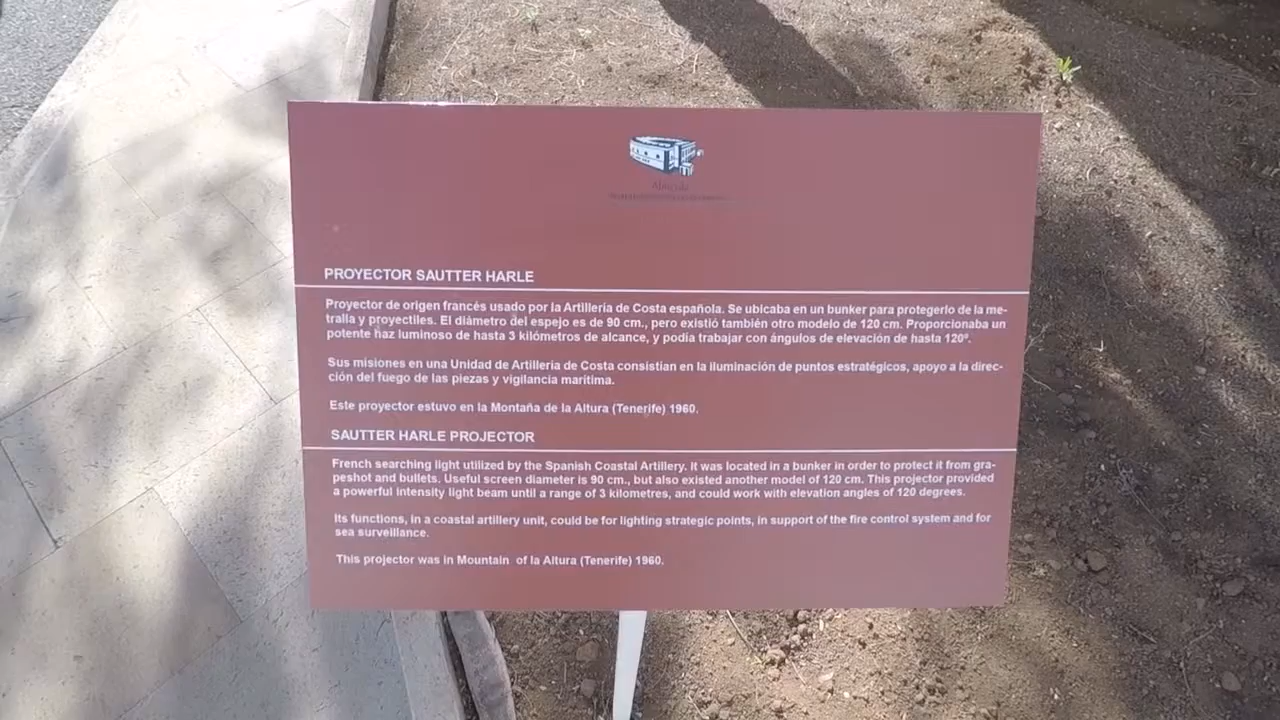 Almeyda
PROYECTOR SAUTTER HARLE
Proyector de origen francés usado por la Artillería de Costa española. Se ubicaba en un bunker para protegerlo de la me-
tralla y proyectiles. El diámetro del espejo es de 90 cm., pero existió también otro modelo de 120 cm. Proporcionaba un
potente haz luminoso de hasta 3 kilómetros de alcance, y podía trabajar con ángulos de elevación de hasta 120º.
Sus misiones en una Unidad de Artillería de Costa consistían en la iluminación de puntos estratégicos, apoyo a la direc-
ción del fuego de las piezas y vigilancia marítima.
Este proyector estuvo en la Montaña de la Altura (Tenerife) 1960.
SAUTTER HARLE PROJECTOR
French searching light utilized by the Spanish Coastal Artillery. It was located in a bunker in order to protect it from gra-
peshot and bullets. Useful screen diameter is 90 cm., but also existed another model of 120 cm. This projector provided
a powerful intensity light beam until a range of 3 kilometres, and could work with elevation angles of 120 degrees.
Its functions, in a coastal artillery unit, could be for lighting strategic points, in support of the fire control system and for
sea surveillance.
This projector was in Mountain of la Altura (Tenerife) 1960.